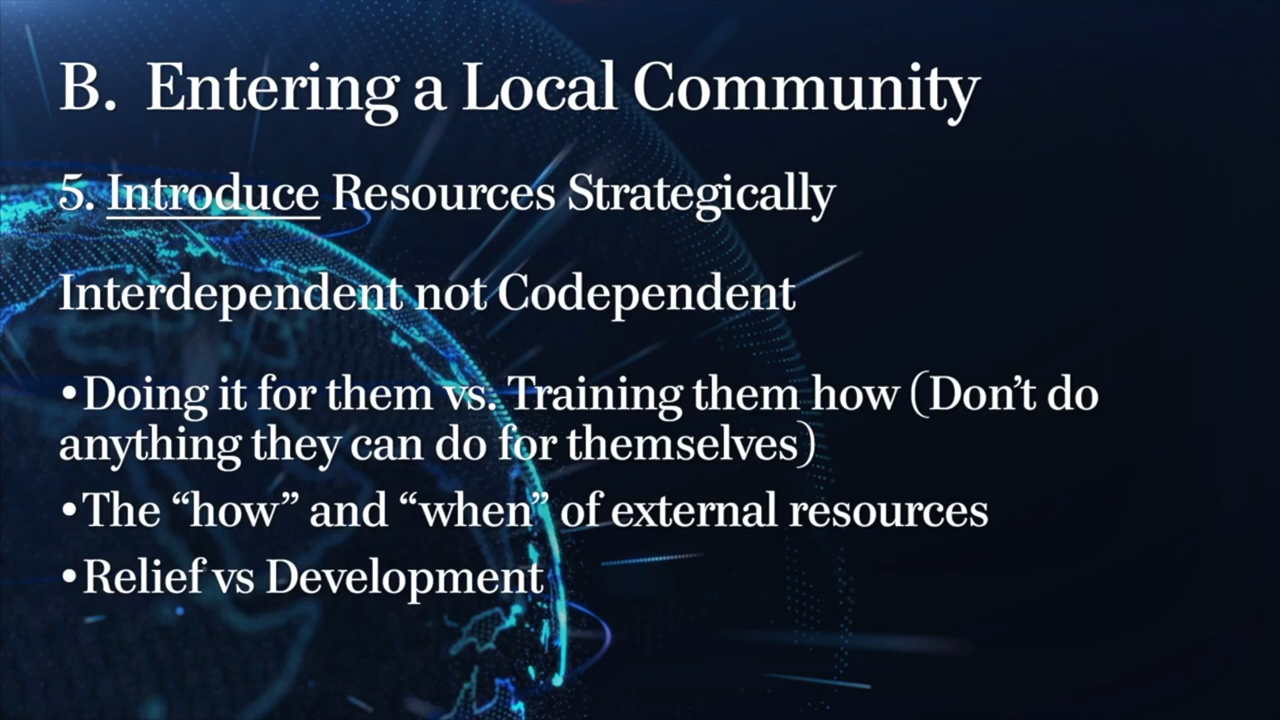 B. Entering a Local Community
5. Introduce Resources Strategically
Interdependent not Codependent
•Doing it for them vs. Training them how (Don’t do
anything they can do for themselves)
•The “how” and “when” of external resources
•Relief vs Development